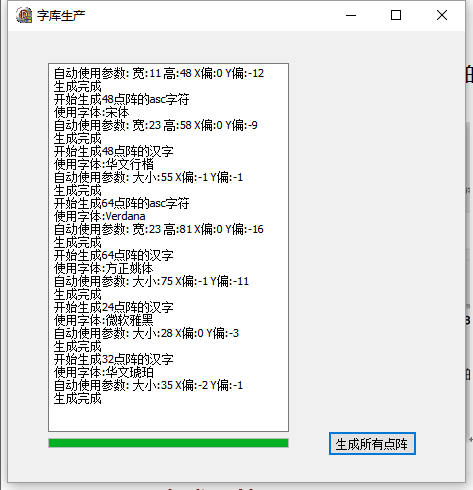 字库生产
自动使用参数: 宽:11 高:48 X偏:0 Y偏:-12
生成完成
开始生成48点阵的asc字符
使用字体:宋体
自动使用参数: 宽:23 高:58 X偏:0 Y偏:-9
生成完成
开始生成48点阵的汉字
使用字体:华文行楷
自动使用参数: 大小:55 X偏:-1 Y偏:-1
生成完成
开始生成64点阵的asc字符
使用字体:Verdana
自动使用参数: 宽:23 高:81 X偏:0 Y偏:-16
生成完成
开始生成64点阵的汉字
使用字体:方正姚体
自动使用参数: 大小:75 X偏:-1 Y偏:-11
生成完成
开始生成24点阵的汉字
使用字体:微软雅黑
自动使用参数: 大小:28 X偏:0 Y偏:-3
生成完成
开始生成32点阵的汉字
使用字体:华文琥珀
自动使用参数: 大小:35 X偏:-2 Y偏:-1
生成完成
生成所有点阵